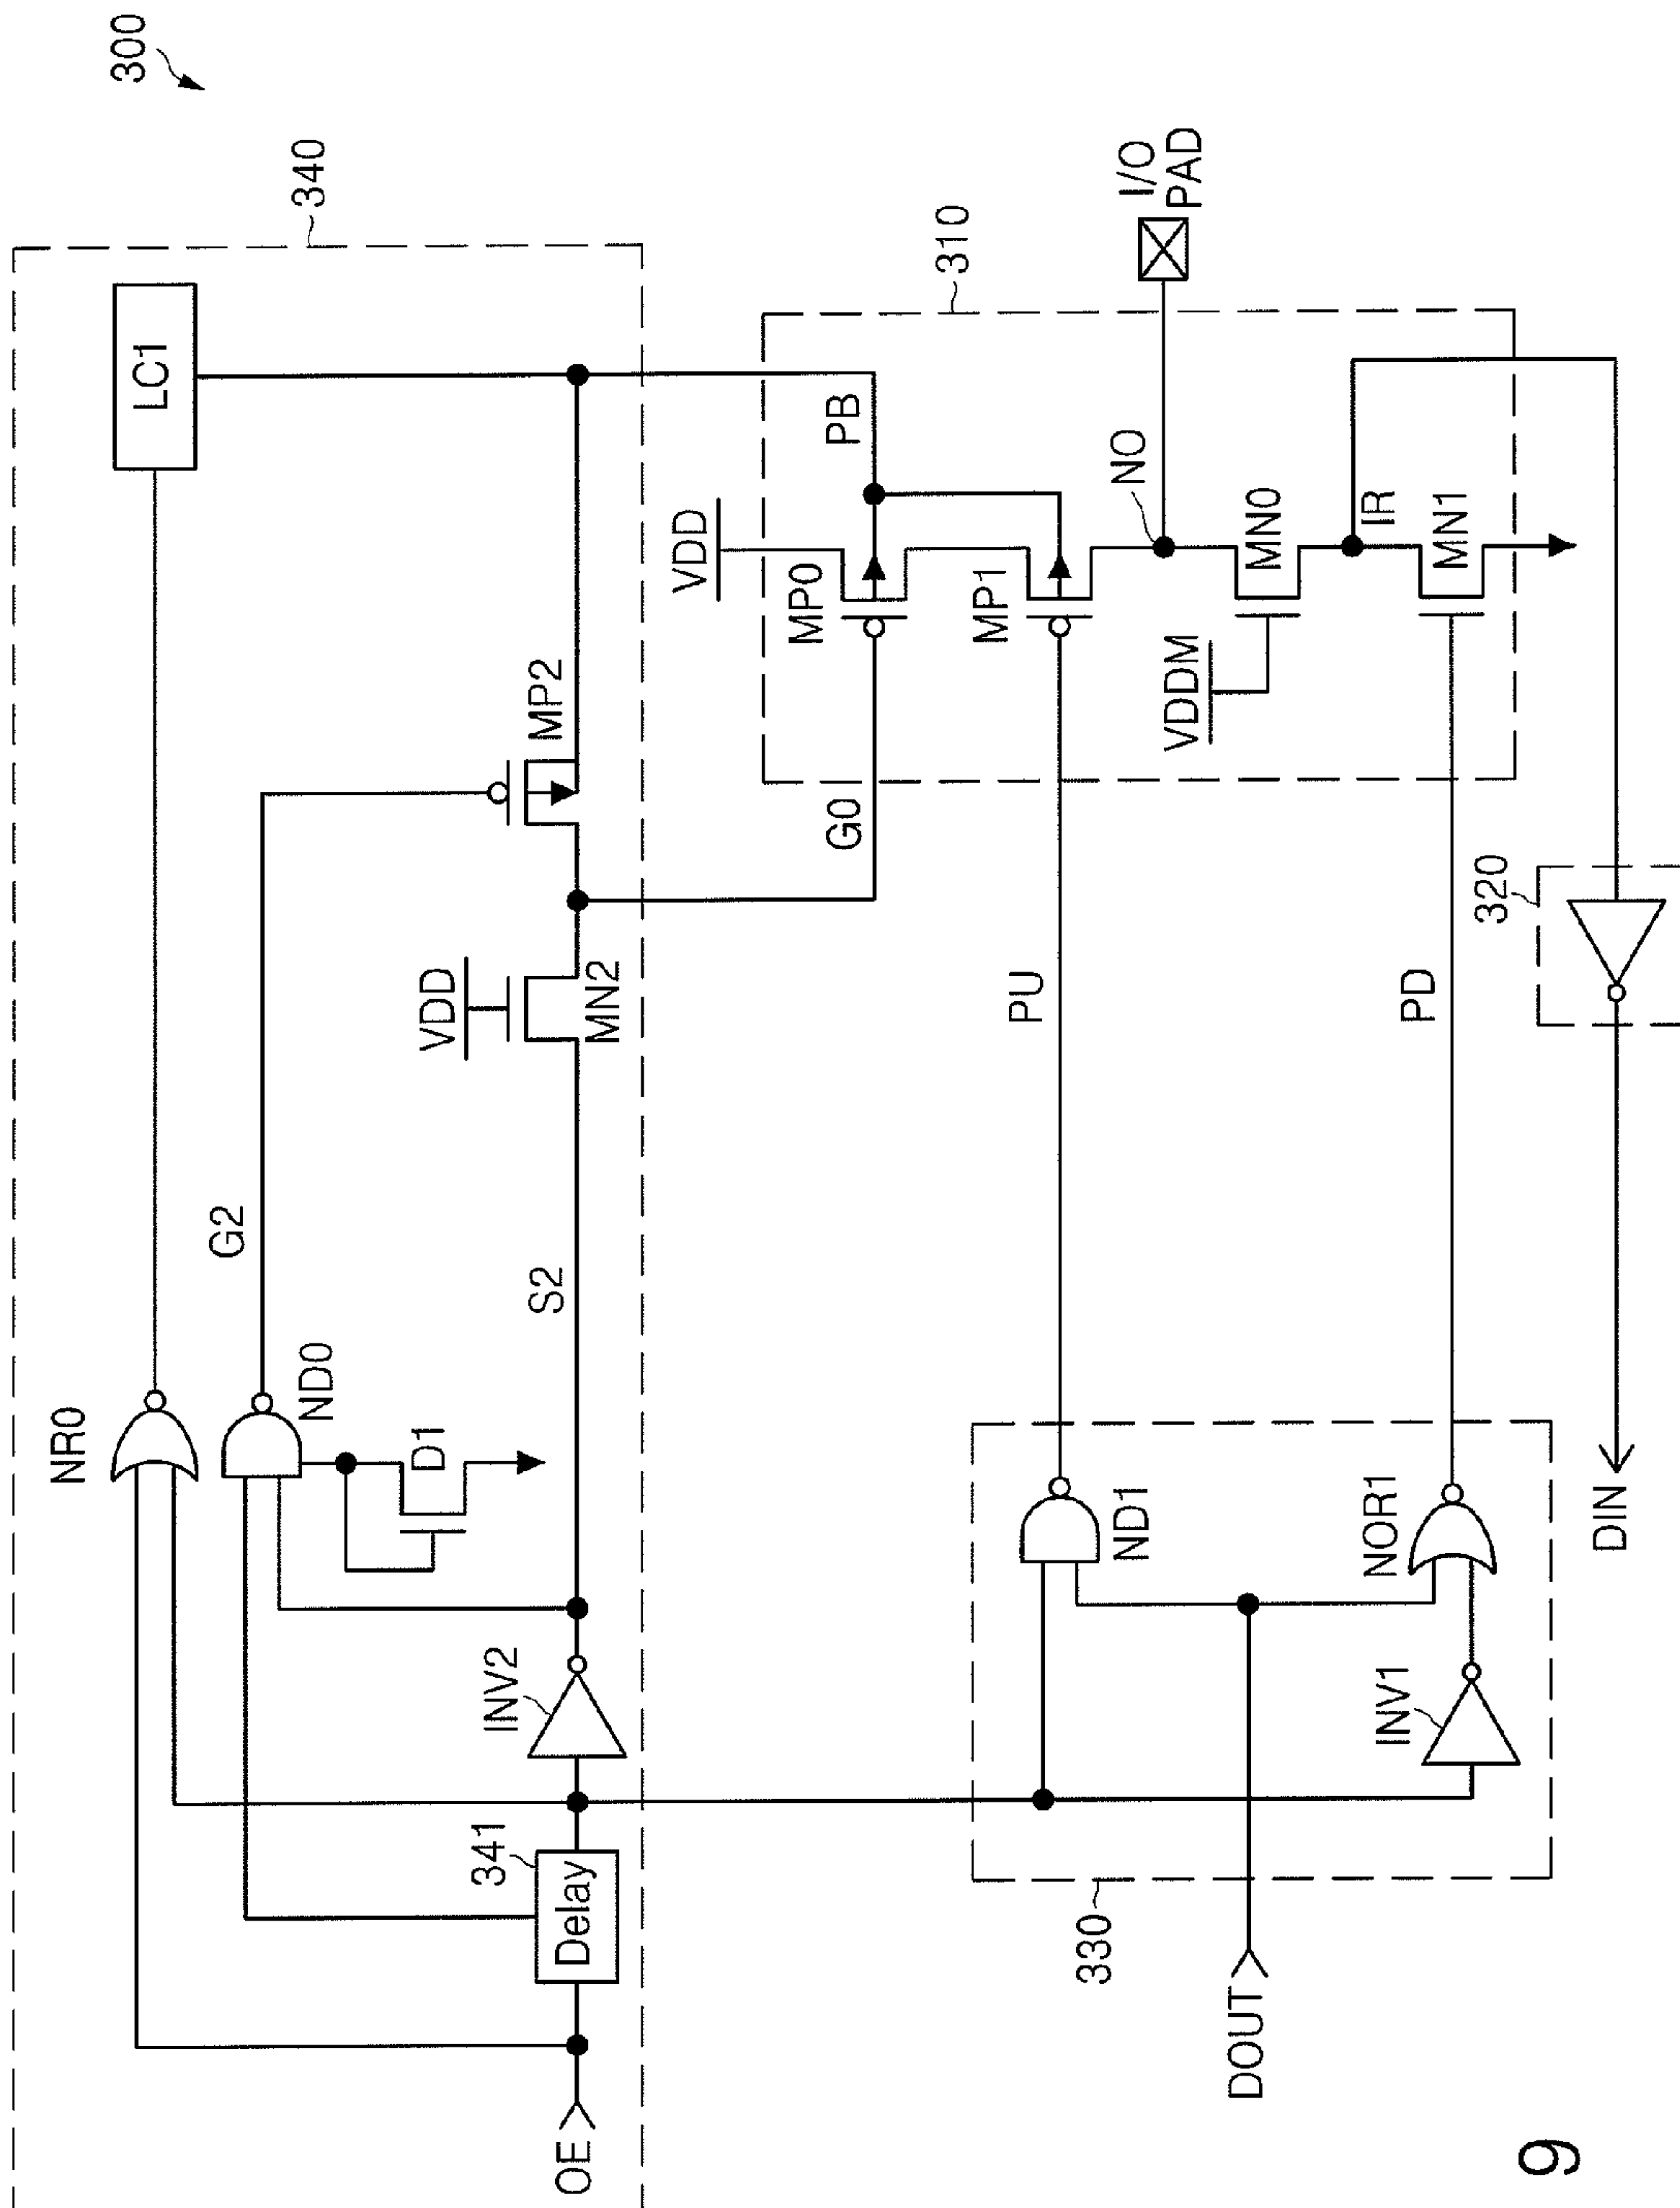 300
340
NR0
LC1
G2
ND0
D1
VDD
MN2
MP2
S2
INV2
341
Delay
OE
310
VDD
PB
MP0
G0
I/O
PAD
NO
MP1
PU
VDDM
MN0
IR
MN1
PD
ND1
NOR1
INV1
330
DOUT
320
DIN
9